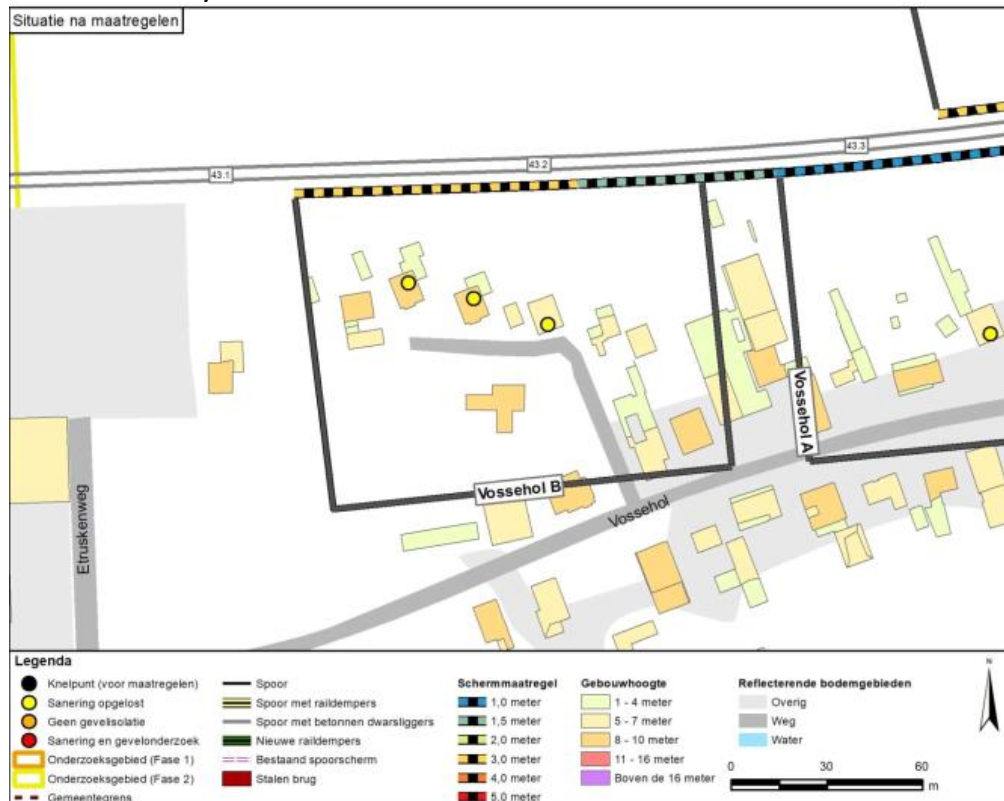 Situatie na maatregelen
43.1
43.2
43.3
Vossehol A
Vossehol B
Vossehol
Etruskenweg
Legenda
Knelpunt (voor maatregelen)
Sanering opgelost
Geen gevelisolatie
Sanering en gevelonderzoek
Onderzoeksgebied (Fase 1)
Onderzoeksgebied (Fase 2)
Gemeentegrens
Spoor
Spoor met raildempers
Spoor met betonnen dwarsliggers
Nieuwe raildempers
Bestaand spoorscherm
Stalen brug
Schermmaatregel
1,0 meter
1,5 meter
2,0 meter
3,0 meter
4,0 meter
5,0 meter
Gebouwhoogte
1 - 4 meter
5 - 7 meter
8 - 10 meter
11 - 16 meter
Boven de 16 meter
Reflecterende bodemgebieden
Overig
Weg
Water
N
0 30 60
m